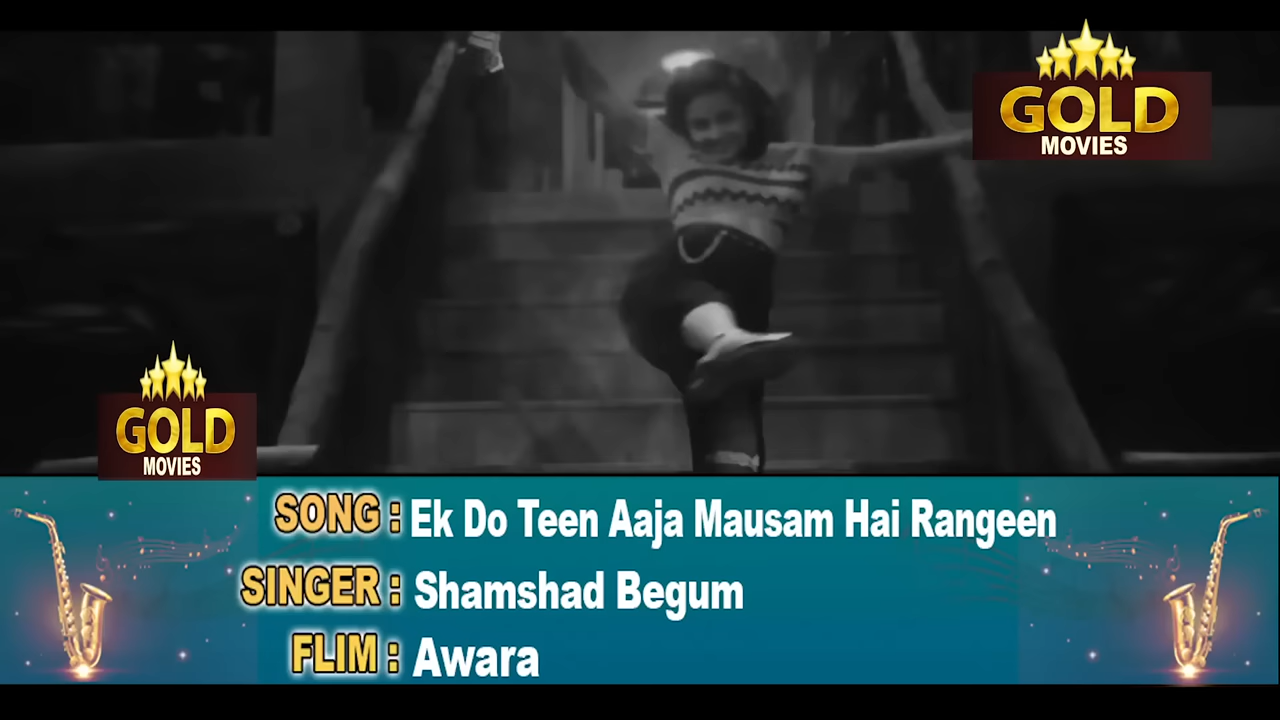 GOLD
MOVIES
GOLD
MOVIES
SONG : Ek Do Teen Aaja Mausam Hai Rangeen
SINGER : Shamshad Begum
FLIM : Awara